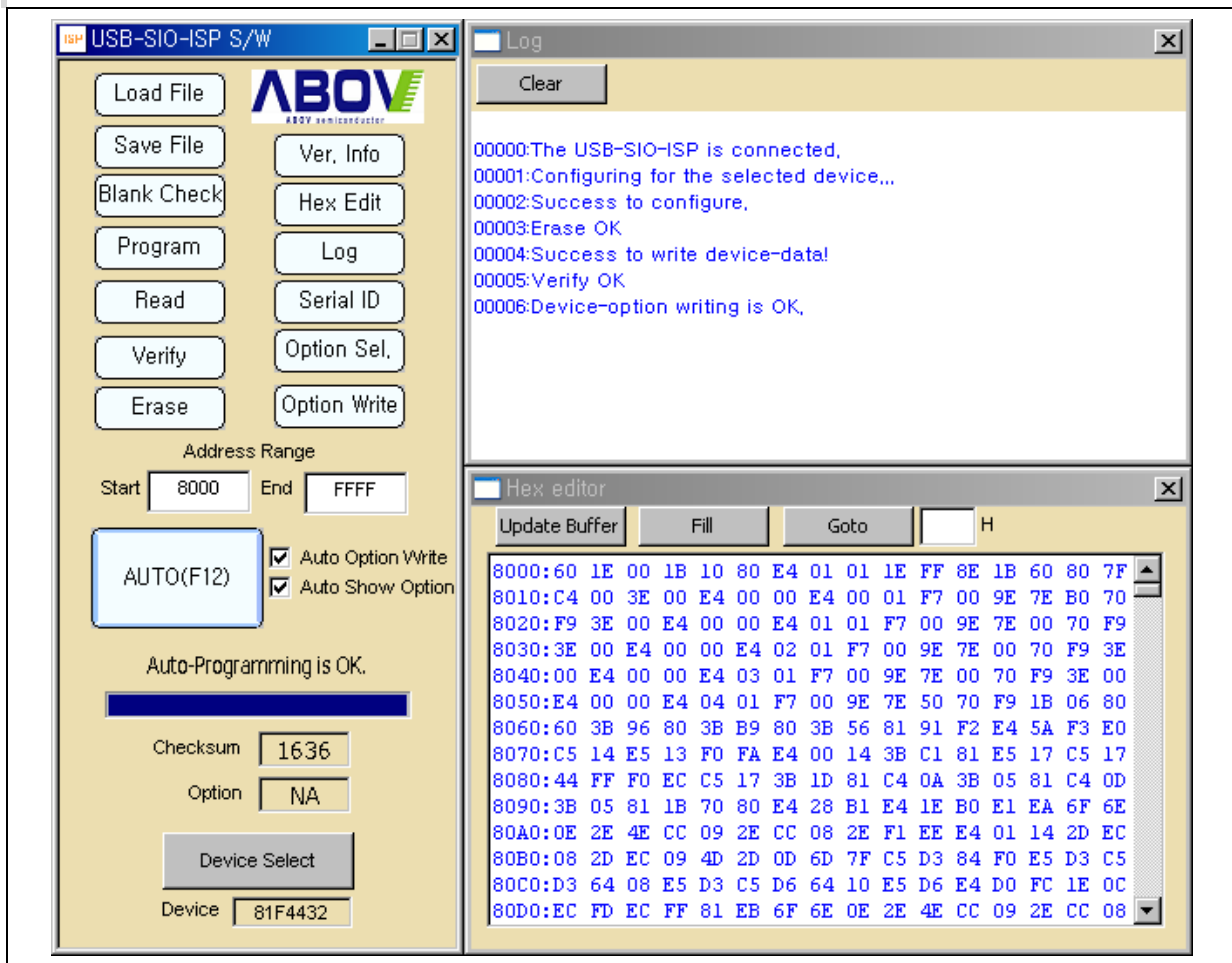 ISP USB-SIO-ISP S/W
Load File
ABOV
ABOV semiconductor
Save File
Ver, Info
Blank Check
Hex Edit
Program
Log
Read
Serial ID
Verify
Option Sel,
Erase
Option Write
Address Range
Start 8000 End FFFF
AUTO(F12)
Auto Option Write
Auto Show Option
Auto-Programming is OK.
Checksum 1636
Option NA
Device Select
Device 81F4432
Log
Clear
00000:The USB-SIO-ISP is connected,
00001:Configuring for the selected device,,,
00002:Success to configure,
00003:Erase OK
00004:Success to write device-data!
00005:Verify OK
00006:Device-option writing is OK,
Hex editor
Update Buffer Fill Goto H
8000:60 1E 00 1B 10 80 E4 01 01 1E FF 8E 1B 60 80 7F
8010:C4 00 3E 00 E4 00 00 E4 00 01 F7 00 9E 7E B0 70
8020:F9 3E 00 E4 00 00 E4 01 01 F7 00 9E 7E 00 70 F9
8030:3E 00 E4 00 00 E4 02 01 F7 00 9E 7E 00 70 F9 3E
8040:00 E4 00 00 E4 03 01 F7 00 9E 7E 00 70 F9 3E 00
8050:E4 00 00 E4 04 01 F7 00 9E 7E 50 70 F9 1B 06 80
8060:60 3B 96 80 3B B9 80 3B 56 81 91 F2 E4 5A F3 E0
8070:C5 14 E5 13 F0 FA E4 00 14 3B C1 81 E5 17 C5 17
8080:44 FF F0 EC C5 17 3B 1D 81 C4 0A 3B 05 81 C4 0D
8090:3B 05 81 1B 70 80 E4 28 B1 E4 1E B0 E1 EA 6F 6E
80A0:0E 2E 4E CC 09 2E CC 08 2E F1 EE E4 01 14 2D EC
80B0:08 2D EC 09 4D 2D 0D 6D 7F C5 D3 84 F0 E5 D3 C5
80C0:D3 64 08 E5 D3 C5 D6 64 10 E5 D6 E4 D0 FC 1E 0C
80D0:EC FD EC FF 81 EB 6F 6E 0E 2E 4E CC 09 2E CC 08